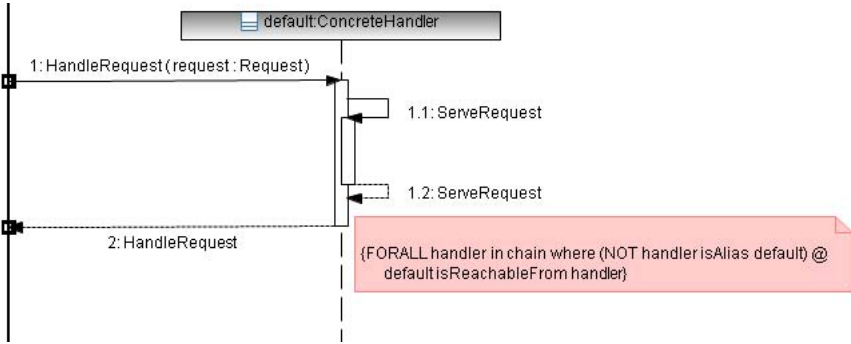 default:ConcreteHandler
1: HandleRequest ( request : Request )
1.1: ServeRequest
1.2: ServeRequest
2: HandleRequest
{FORALL handler in chain where (NOT handler isAlias default) @
default isReachableFrom handler}